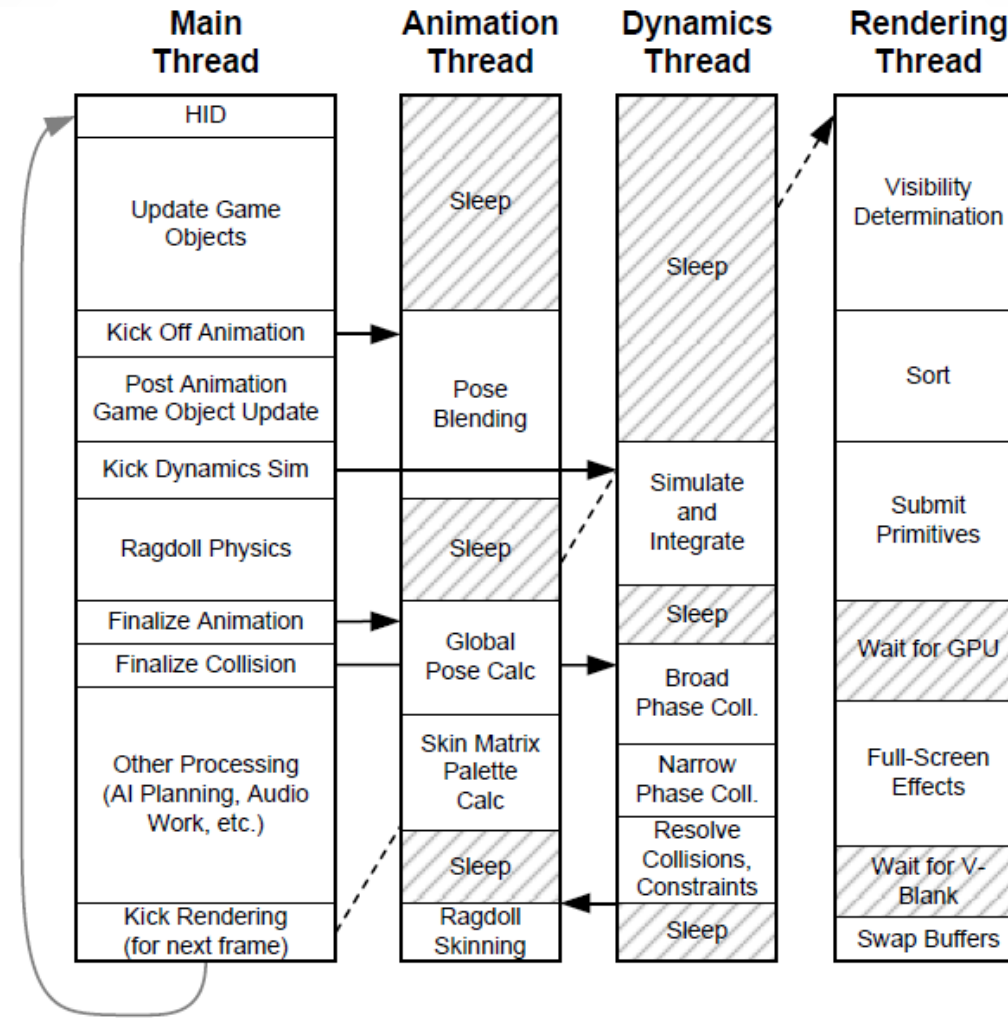 Main
Thread
HID
Update Game
Objects
Kick Off Animation
Post Animation
Game Object Update
Kick Dynamics Sim
Ragdoll Physics
Finalize Animation
Finalize Collision
Other Processing
(AI Planning, Audio
Work, etc.)
Kick Rendering
(for next frame)
Animation
Thread
Sleep
Pose
Blending
Sleep
Global
Pose Calc
Skin Matrix
Palette
Calc
Sleep
Ragdoll
Skinning
Dynamics
Thread
Sleep
Simulate
and
Integrate
Sleep
Broad
Phase Coll.
Narrow
Phase Coll.
Resolve
Collisions,
Constraints
Sleep
Rendering
Thread
Visibility
Determination
Sort
Submit
Primitives
Wait for GPU
Full-Screen
Effects
Wait for V-
Blank
Swap Buffers